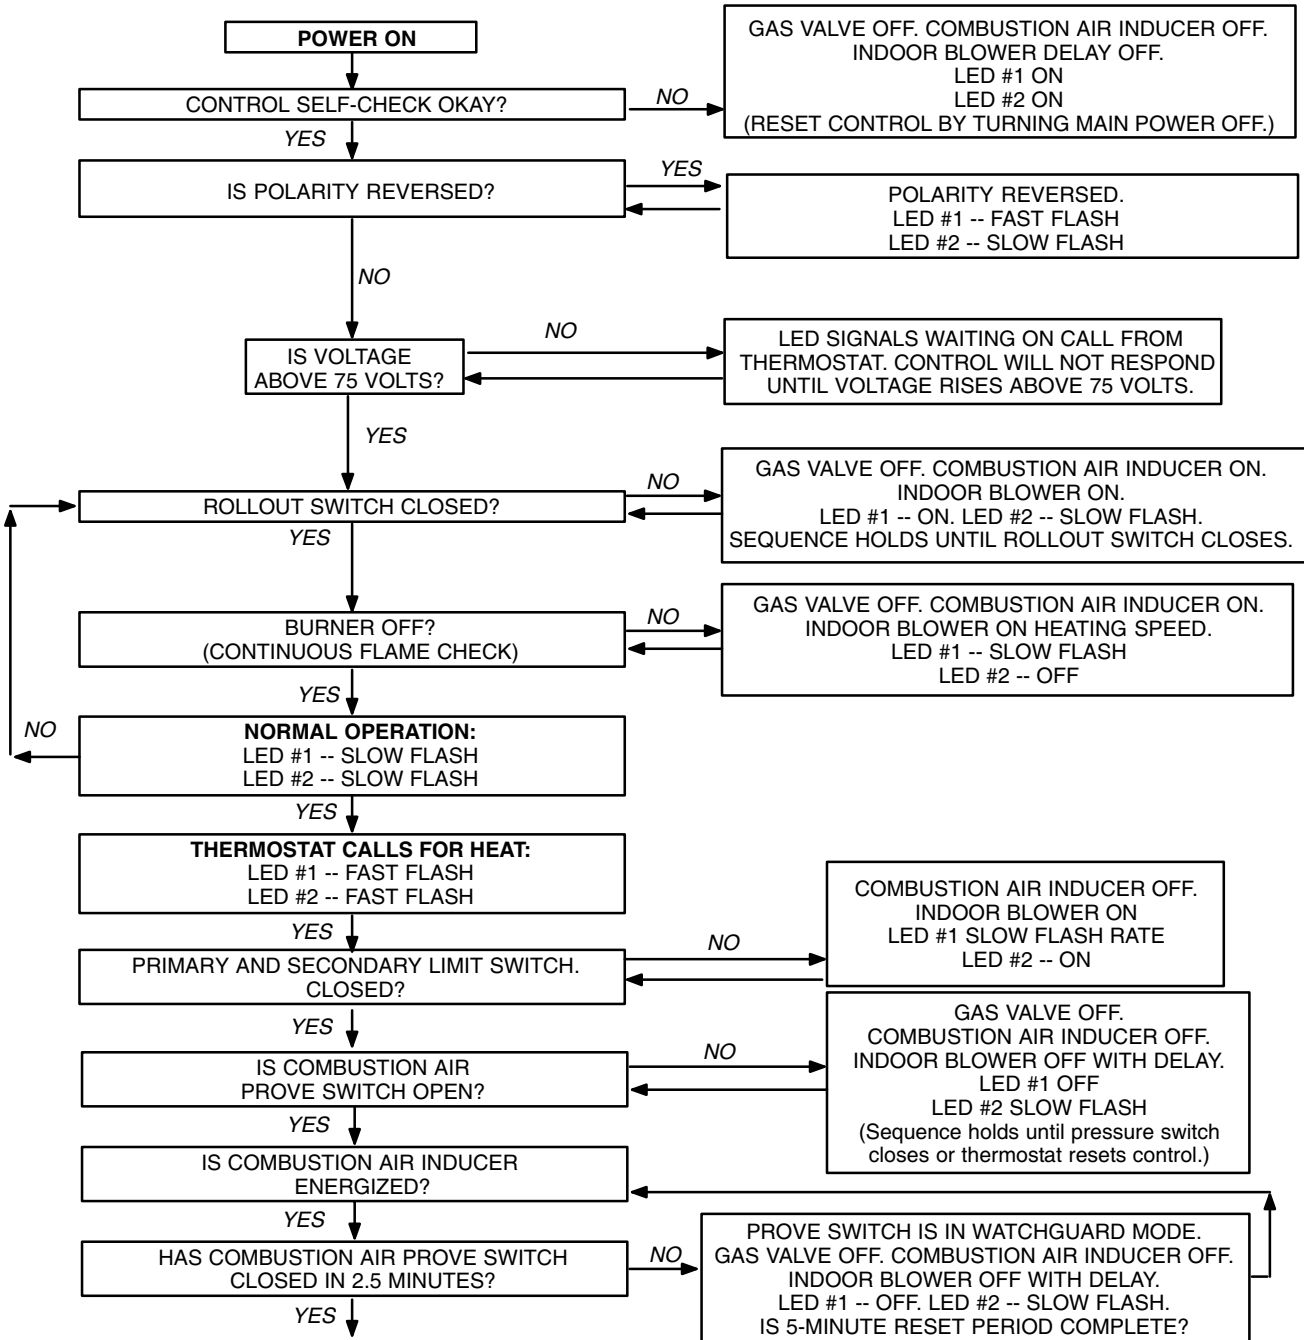 POWER ON
GAS VALVE OFF. COMBUSTION AIR INDUCER OFF.
INDOOR BLOWER DELAY OFF.
LED #1 ON
LED #2 ON
(RESET CONTROL BY TURNING MAIN POWER OFF.)
CONTROL SELF-CHECK OKAY?
NO
YES
IS POLARITY REVERSED?
YES
POLARITY REVERSED.
LED #1 -- FAST FLASH
LED #2 -- SLOW FLASH
NO
IS VOLTAGE
ABOVE 75 VOLTS?
NO
LED SIGNALS WAITING ON CALL FROM
THERMOSTAT. CONTROL WILL NOT RESPOND
UNTIL VOLTAGE RISES ABOVE 75 VOLTS.
YES
ROLLOUT SWITCH CLOSED?
NO
GAS VALVE OFF. COMBUSTION AIR INDUCER ON.
INDOOR BLOWER ON.
LED #1 -- ON. LED #2 -- SLOW FLASH.
SEQUENCE HOLDS UNTIL ROLLOUT SWITCH CLOSES.
YES
BURNER OFF?
(CONTINUOUS FLAME CHECK)
NO
GAS VALVE OFF. COMBUSTION AIR INDUCER ON.
INDOOR BLOWER ON HEATING SPEED.
LED #1 -- SLOW FLASH
LED #2 -- OFF
YES
NO
NORMAL OPERATION:
LED #1 -- SLOW FLASH
LED #2 -- SLOW FLASH
YES
THERMOSTAT CALLS FOR HEAT:
LED #1 -- FAST FLASH
LED #2 -- FAST FLASH
YES
PRIMARY AND SECONDARY LIMIT SWITCH.
CLOSED?
NO
COMBUSTION AIR INDUCER OFF.
INDOOR BLOWER ON
LED #1 SLOW FLASH RATE
LED #2 -- ON
YES
IS COMBUSTION AIR
PROVE SWITCH OPEN?
NO
GAS VALVE OFF.
COMBUSTION AIR INDUCER OFF.
INDOOR BLOWER OFF WITH DELAY.
LED #1 OFF
LED #2 SLOW FLASH
(Sequence holds until pressure switch
closes or thermostat resets control.)
YES
IS COMBUSTION AIR INDUCER
ENERGIZED?
YES
HAS COMBUSTION AIR PROVE SWITCH
CLOSED IN 2.5 MINUTES?
NO
PROVE SWITCH IS IN WATCHGUARD MODE.
GAS VALVE OFF. COMBUSTION AIR INDUCER OFF.
INDOOR BLOWER OFF WITH DELAY.
LED #1 -- OFF. LED #2 -- SLOW FLASH.
IS 5-MINUTE RESET PERIOD COMPLETE?
YES